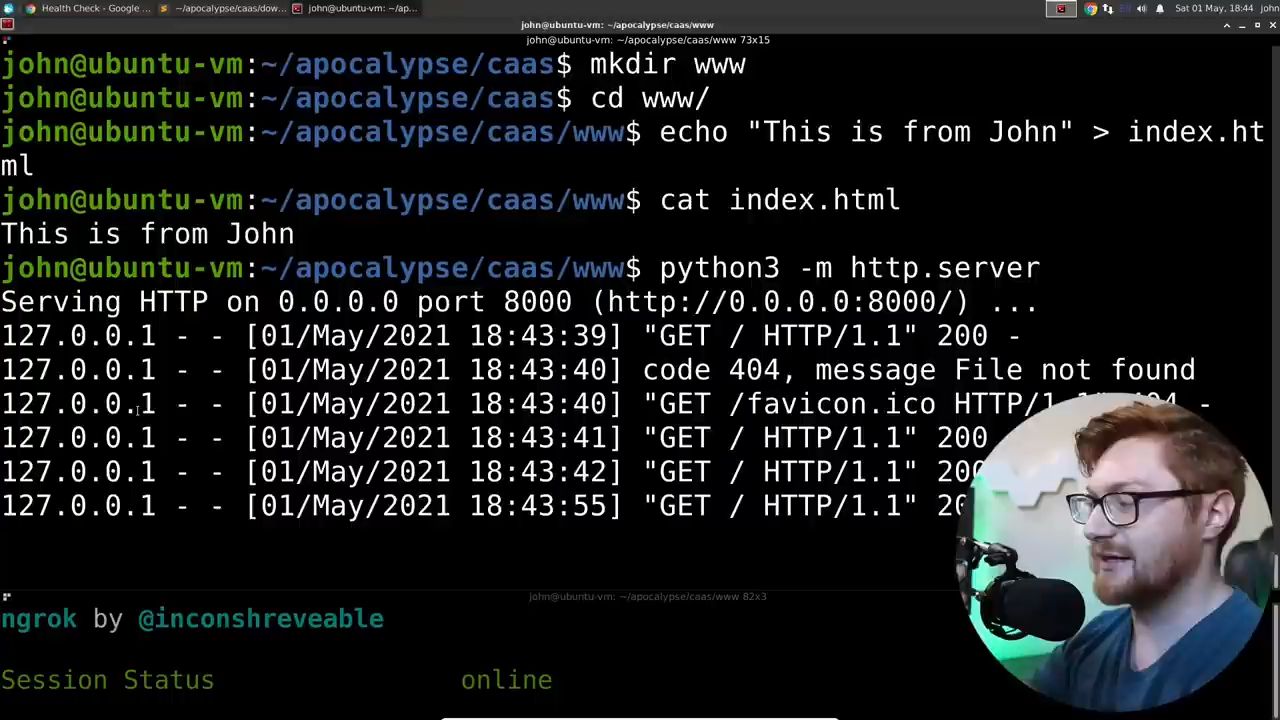 Health Check - Google ...
~/apocalypse/caas/dow...
john@ubuntu-vm: ~/ap...
Sat 01 May, 18:44 john
john@ubuntu-vm: ~/apocalypse/caas/www
john@ubuntu-vm: ~/apocalypse/caas/www 73x15
john@ubuntu-vm:~/apocalypse/caas$ mkdir www
john@ubuntu-vm:~/apocalypse/caas$ cd www/
john@ubuntu-vm:~/apocalypse/caas/www$ echo "This is from John" > index.ht
ml
john@ubuntu-vm:~/apocalypse/caas/www$ cat index.html
This is from John
john@ubuntu-vm:~/apocalypse/caas/www$ python3 -m http.server
Serving HTTP on 0.0.0.0 port 8000 (http://0.0.0.0:8000/) ...
127.0.0.1 - - [01/May/2021 18:43:39] "GET / HTTP/1.1" 200 -
127.0.0.1 - - [01/May/2021 18:43:40] code 404, message File not found
127.0.0.1 - - [01/May/2021 18:43:40] "GET /favicon.ico HTTP/1.1" 404 -
127.0.0.1 - - [01/May/2021 18:43:41] "GET / HTTP/1.1" 200
127.0.0.1 - - [01/May/2021 18:43:42] "GET / HTTP/1.1" 200
127.0.0.1 - - [01/May/2021 18:43:55] "GET / HTTP/1.1" 20
john@ubuntu-vm: ~/apocalypse/caas/www 82x3
ngrok by @inconshreveable
Session Status online